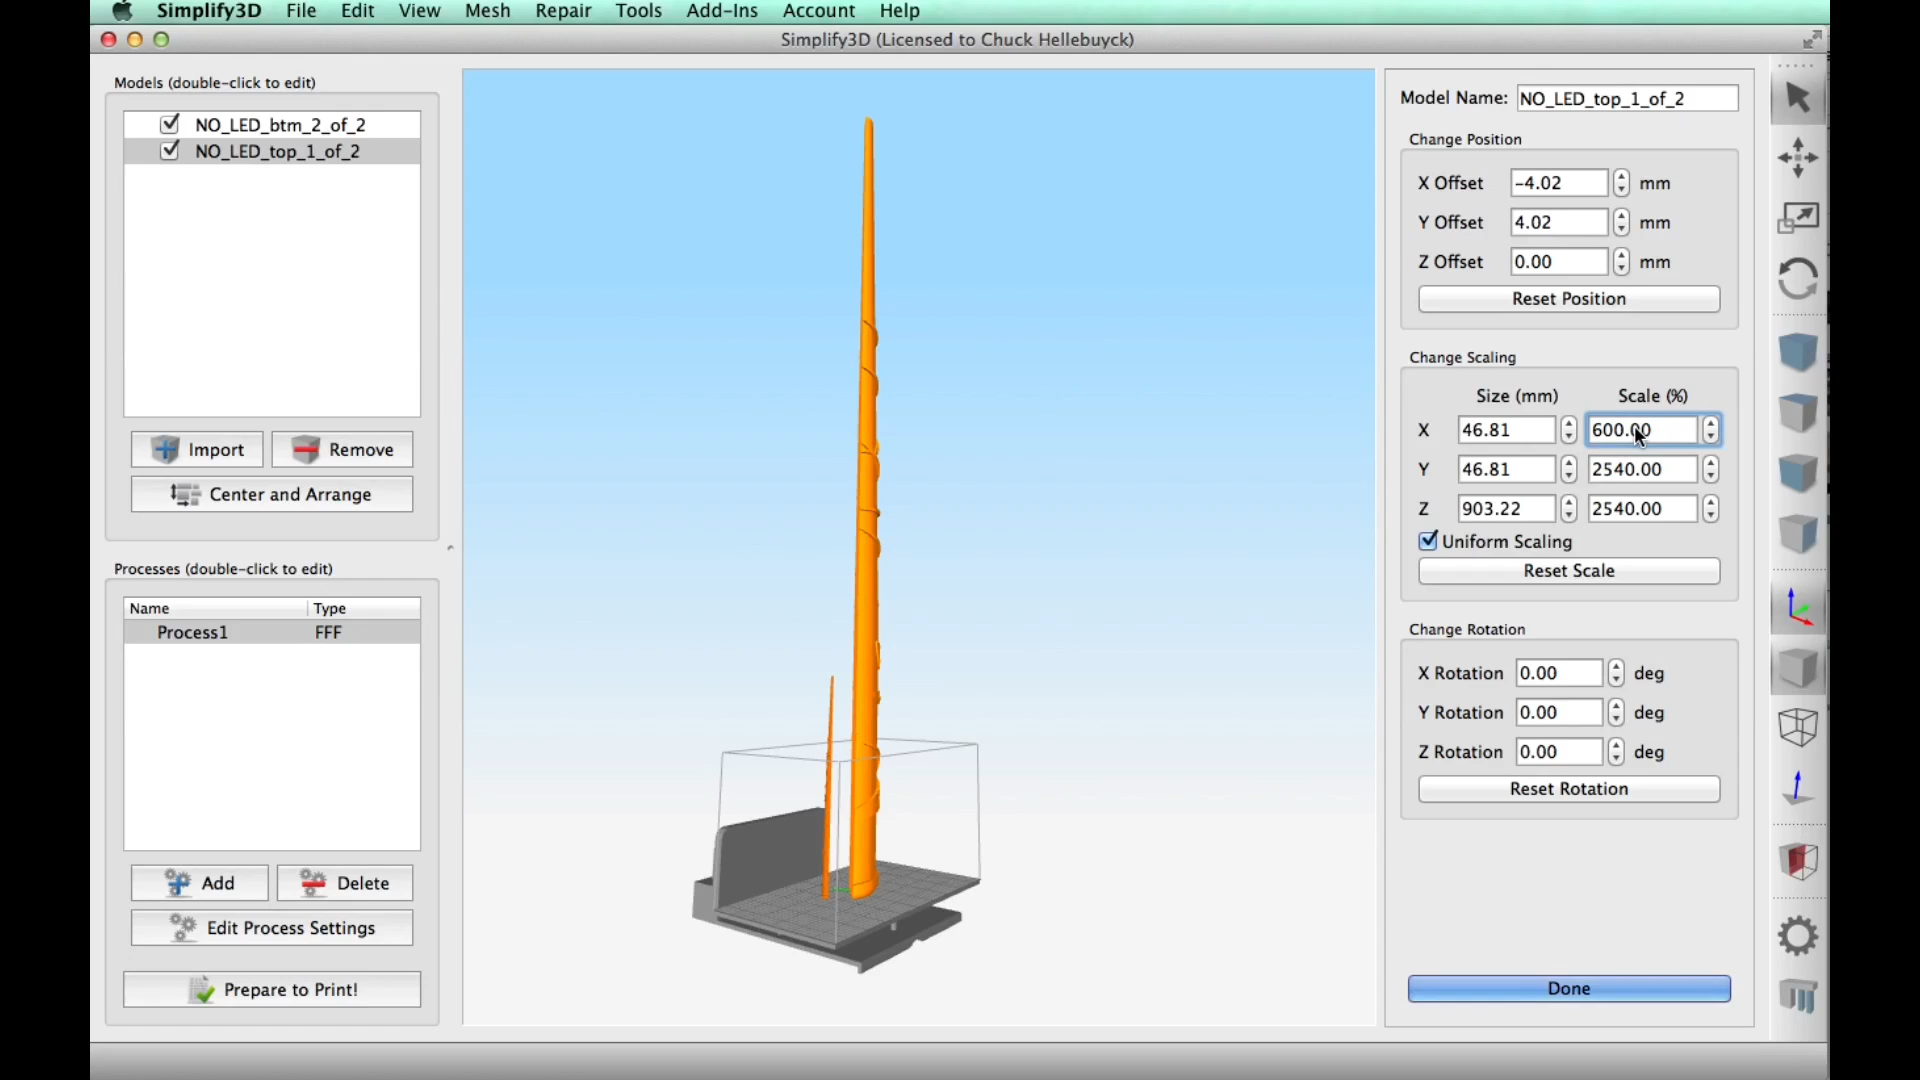 Simplify3D File Edit View Mesh Repair Tools Add-Ins Account Help
Simplify3D (Licensed to Chuck Hellebuyck)
Models (double-click to edit)
NO_LED_btm_2_of_2
NO_LED_top_1_of_2
Import Remove
Center and Arrange
Processes (double-click to edit)
Name Type
Process1 FFF
Add Delete
Edit Process Settings
Prepare to Print!
Model Name: NO_LED_top_1_of_2
Change Position
X Offset -4.02 mm
Y Offset 4.02 mm
Z Offset 0.00 mm
Reset Position
Change Scaling
Size (mm) Scale (%)
X 46.81 600.00
Y 46.81 2540.00
Z 903.22 2540.00
Uniform Scaling
Reset Scale
Change Rotation
X Rotation 0.00 deg
Y Rotation 0.00 deg
Z Rotation 0.00 deg
Reset Rotation
Done